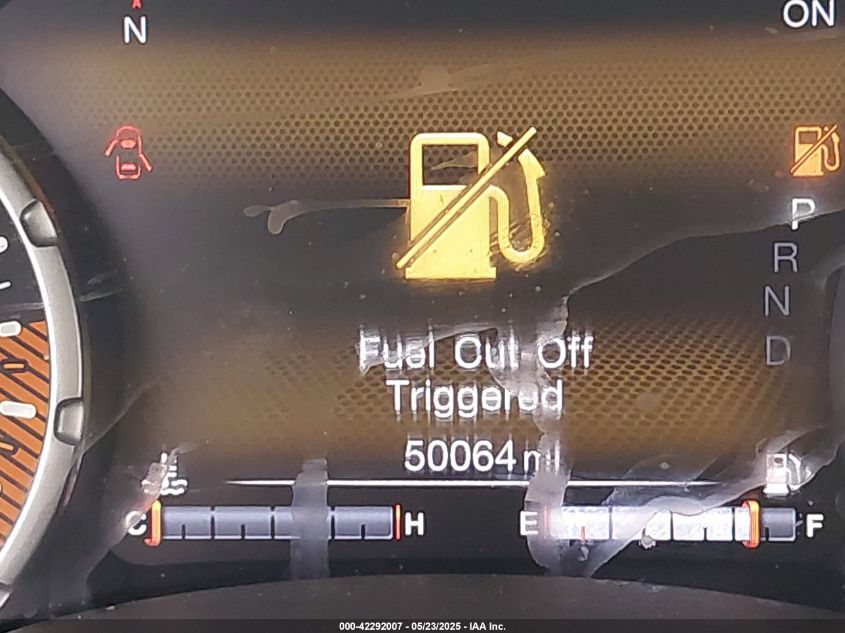 N
ON
P
R
N
D
Fuel Cut Off
Triggered
50064 mi
C H E F
000-42292007 - 05/23/2025 - IAA Inc.